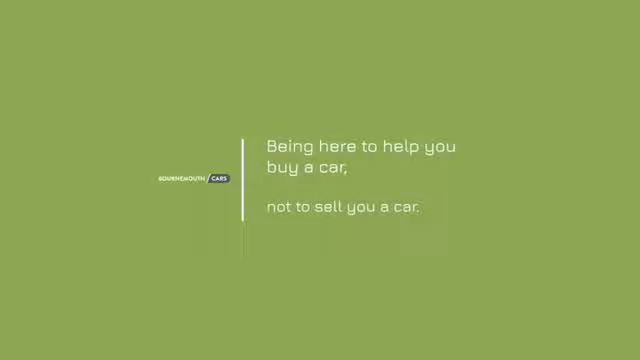 BOURNEMOUTH CARS
Being here to help you
buy a car,
not to sell you a car.